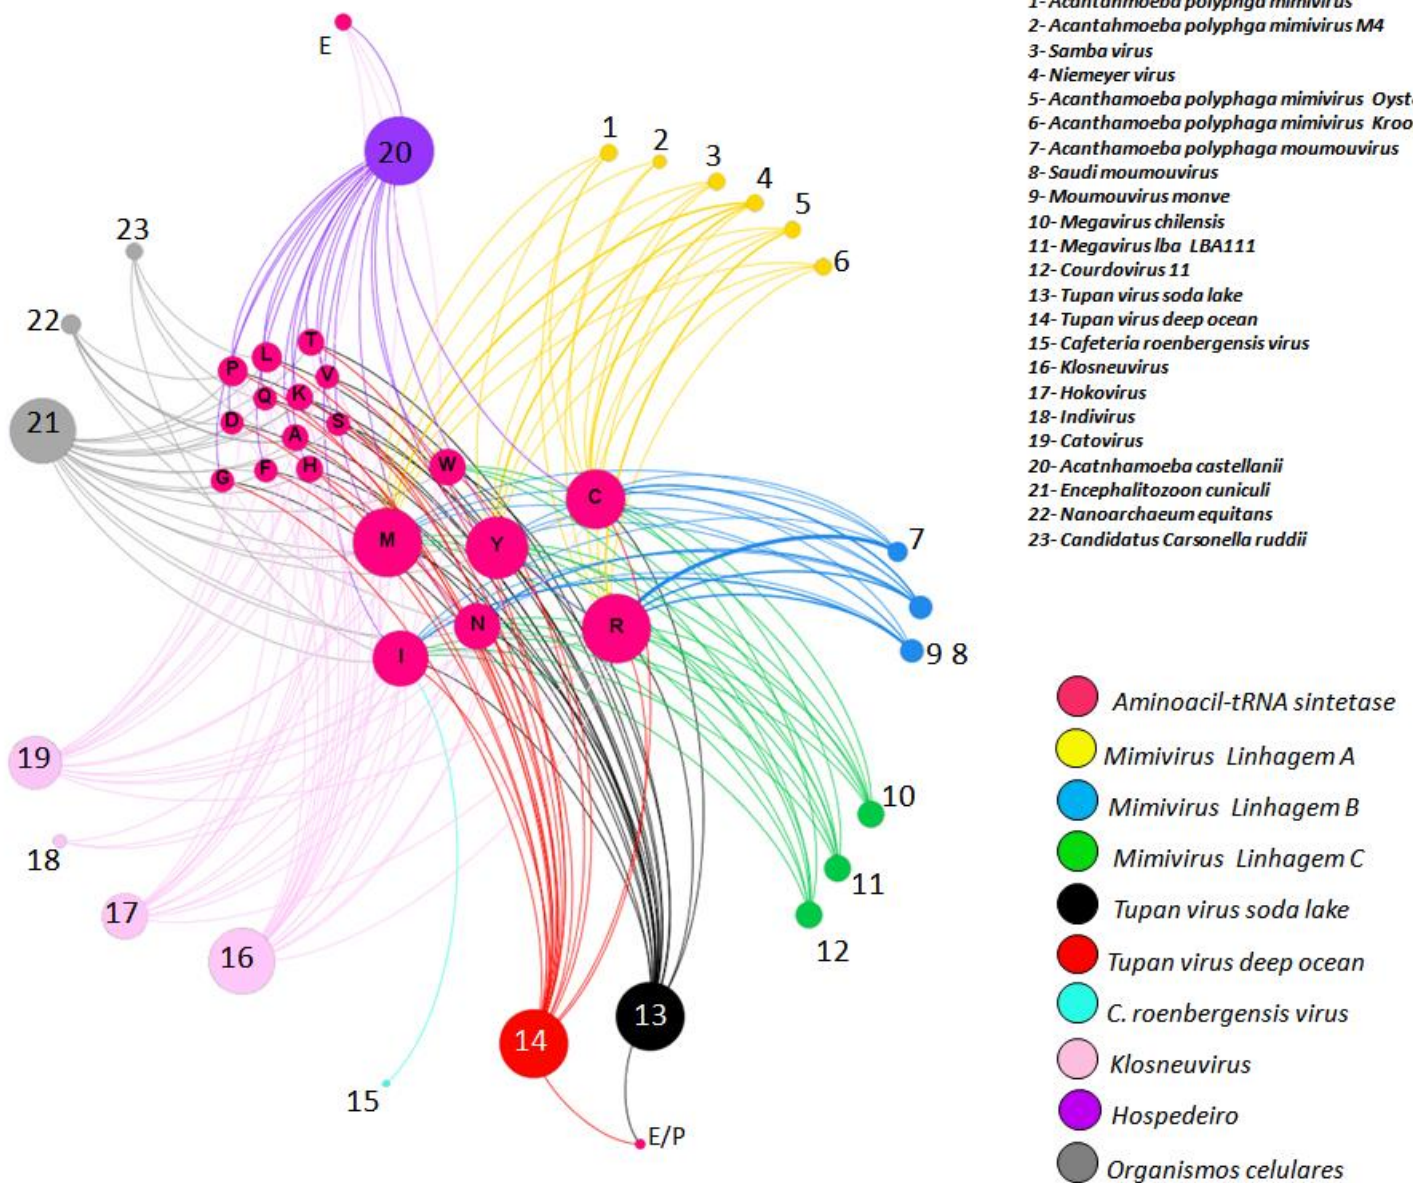 1- Acantahmoeba polyphga mimivirus
2- Acantahmoeba polyphga mimivirus M4
3- Samba virus
4- Niemeyer virus
5- Acanthamoeba polyphaga mimivirus
6- Acanthamoeba polyphaga mimivirus
7- Acanthamoeba polyphaga moumouvirus
8- Saudi moumouvirus
9- Moumouvirus monve
10- Megavirus chilensis
11- Megavirus lba LBA111
12- Courdovirus 11
13- Tupan virus soda lake
14- Tupan virus deep ocean
15- Cafeteria roenbergensis virus
16- Klosneuvirus
17- Hokovirus
18- Indivirus
19- Catovirus
20- Acatnhamoeba castellanii
21- Encephalitozoon cuniculi
22- Nanoarchaeum equitans
23- Candidatus Carsonella ruddii
E
20
1
2
3
4
5
6
23
22
21
T
L
P
V
Q
K
D
S
A
G
F
H
W
C
M
Y
N
R
I
7
9 8
19
18
17
16
15
14
13
12
11
10
E/P
Aminoacil-tRNA sintetase
Mimivirus Linhagem A
Mimivirus Linhagem B
Mimivirus Linhagem C
Tupan virus soda lake
Tupan virus deep ocean
C. roenbergensis virus
Klosneuvirus
Hospedeiro
Organismos celulares